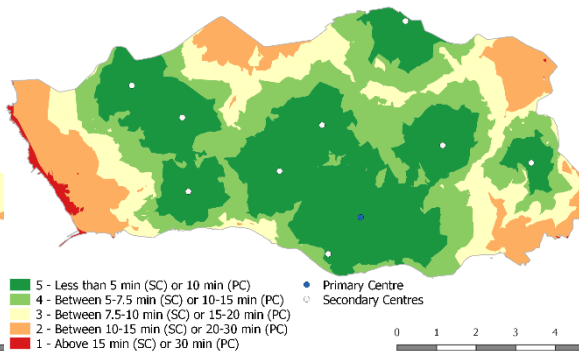 5 - Less than 5 min (SC) or 10 min (PC)
4 - Between 5-7.5 min (SC) or 10-15 min (PC)
3 - Between 7.5-10 min (SC) or 15-20 min (PC)
2 - Between 10-15 min (SC) or 20-30 min (PC)
1 - Above 15 min (SC) or 30 min (PC)
Primary Centre
Secondary Centres
0 1 2 3 4